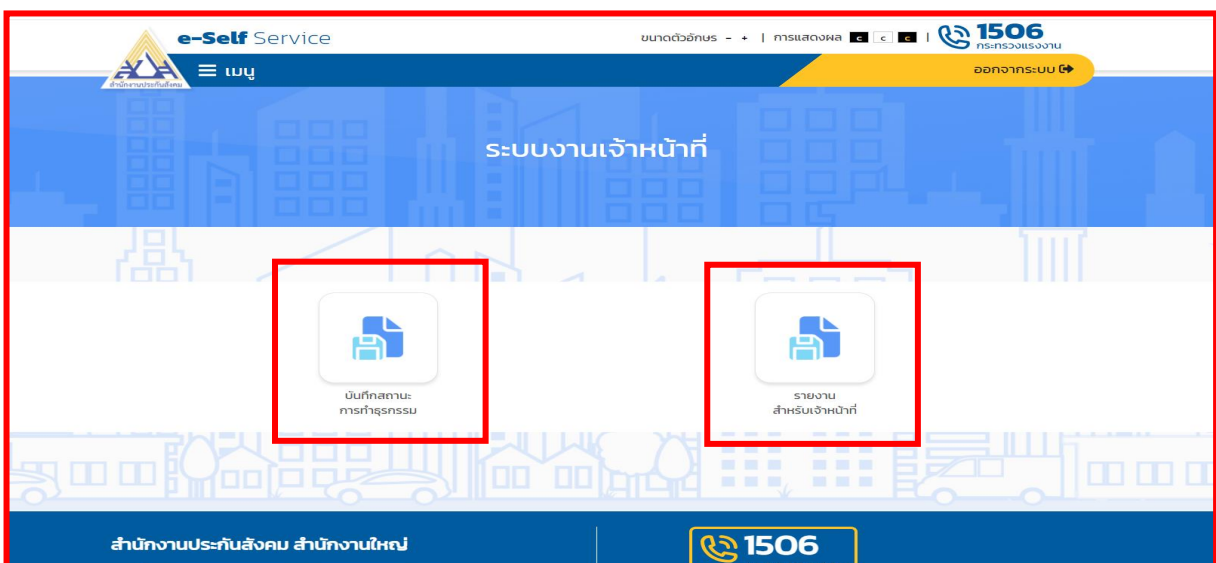 e-Self Service
ขนาดตัวอักษร - + | การแสดงผล C C C |
1506
กระทรวงแรงงาน
สำนักงานประกันสังคม
เมนู
ออกจากระบบ
ระบบงานเจ้าหน้าที่
บันทึกสถานะ
การทำธุรกรรม
รายงาน
สำหรับเจ้าหน้าที่
สำนักงานประกันสังคม สำนักงานใหญ่
1506